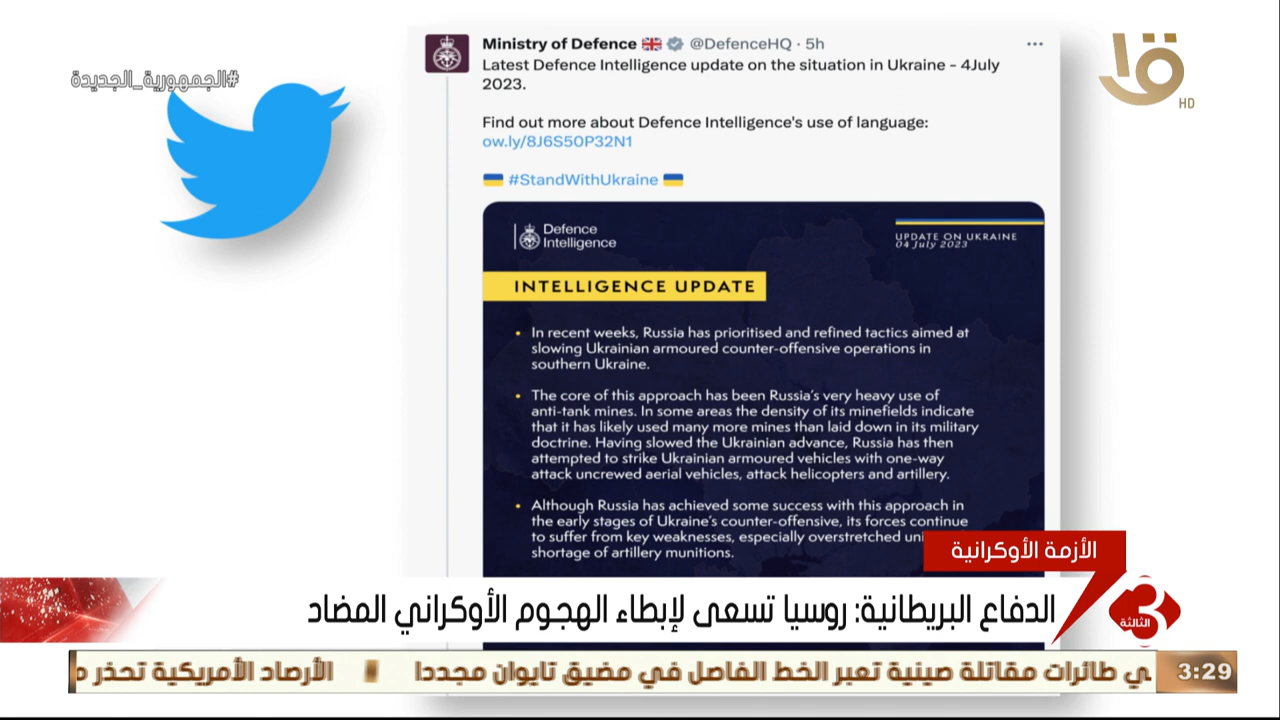 #الجمهورية_الجديدة
Ministry of Defence 🇬🇧 @DefenceHQ · 5h
Latest Defence Intelligence update on the situation in Ukraine - 4July
2023.
Find out more about Defence Intelligence's use of language:
ow.ly/8J6S50P32N1
🇺🇦 #StandWithUkraine 🇺🇦
HD
Defence
Intelligence
UPDATE ON UKRAINE
04 July 2023
INTELLIGENCE UPDATE
• In recent weeks, Russia has prioritised and refined tactics aimed at
slowing Ukrainian armoured counter-offensive operations in
southern Ukraine.
• The core of this approach has been Russia's very heavy use of
anti-tank mines. In some areas the density of its minefields indicate
that it has likely used many more mines than laid down in its military
doctrine. Having slowed the Ukrainian advance, Russia has then
attempted to strike Ukrainian armoured vehicles with one-way
attack uncrewed aerial vehicles, attack helicopters and artillery.
• Although Russia has achieved some success with this approach in
the early stages of Ukraine's counter-offensive, its forces continue
to suffer from key weaknesses, especially overstretched
shortage of artillery munitions.
الأزمة الأوكرانية
الدفاع البريطانية: روسيا تسعى لإبطاء الهجوم الأوكراني المضاد
3 الثالثة
طائرات مقاتلة صينية تعبر الخط الفاصل في مضيق تايوان مجددا
الأرصاد الأمريكية تحذر
3:29